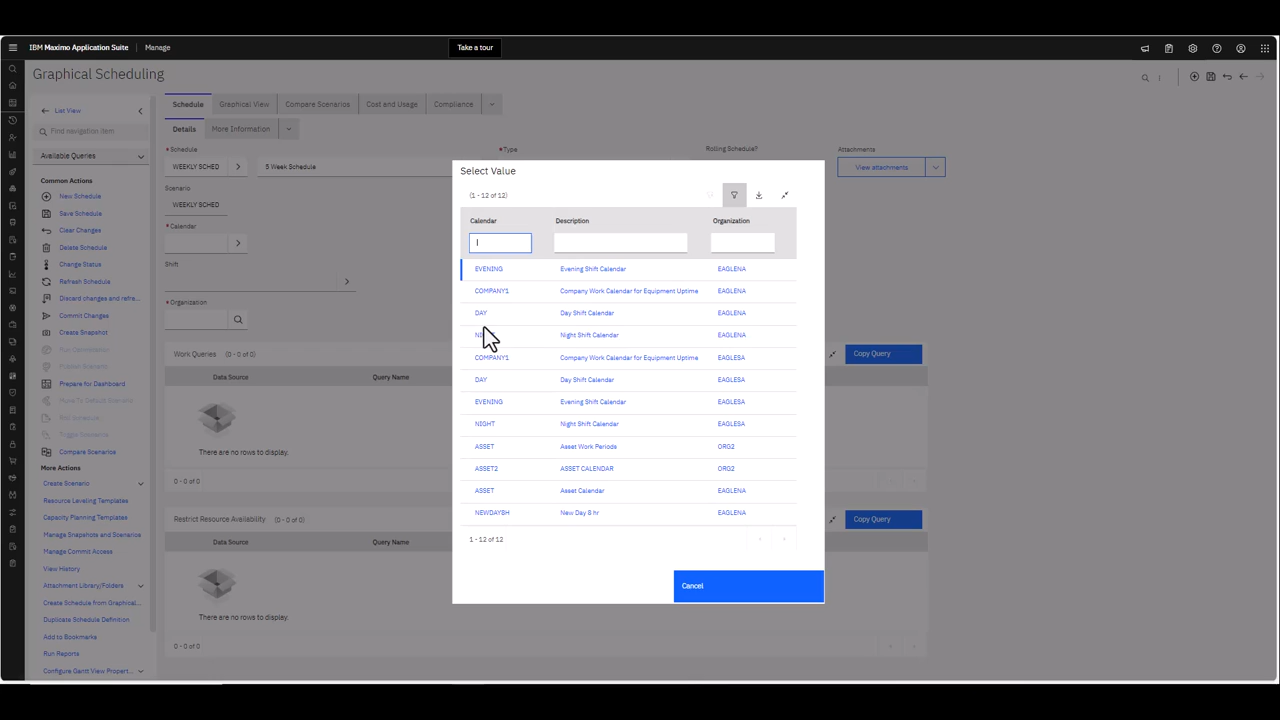 IBM Maximo Application Suite Manage Take a tour
Graphical Scheduling
List View
Find navigation item
Available Queries
Common Actions
New Schedule
Save Schedule
Clear Changes
Delete Schedule
Change Status
Refresh Schedule
Discard changes and refre...
Commit Changes
Create Snapshot
Publish Scenario
Prepare for Dashboard
Move To Default Scenario
Compare Scenarios
More Actions
Create Scenario
Resource Leveling Templates
Capacity Planning Templates
Manage Snapshots and Scenarios
Manage Commit Access
View History
Attachment Library/Folders
Create Schedule from Graphical...
Duplicate Schedule Definition
Add to Bookmarks
Run Reports
Configure Gantt View Propert...
Schedule Graphical View Compare Scenarios Cost and Usage Compliance
Details More Information
* Schedule
WEEKLY SCHED 5 Week Schedule
* Type
Rolling Schedule?
Attachments
View attachments
Scenario
WEEKLY SCHED
* Calendar
Shift
* Organization
Work Queries (0 - 0 of 0) Copy Query
Data Source Query Name
There are no rows to display.
0 - 0 of 0
Restrict Resource Availability (0 - 0 of 0) Copy Query
Data Source Query Name
There are no rows to display.
0 - 0 of 0
Select Value
(1 - 12 of 12)
Calendar Description Organization
EVENING Evening Shift Calendar EAGLENA
COMPANY1 Company Work Calendar for Equipment Uptime EAGLENA
DAY Day Shift Calendar EAGLENA
Night Shift Calendar EAGLENA
COMPANY1 Company Work Calendar for Equipment Uptime EAGLESA
DAY Day Shift Calendar EAGLESA
EVENING Evening Shift Calendar EAGLESA
NIGHT Night Shift Calendar EAGLESA
ASSET Asset Work Periods ORG2
ASSET2 ASSET CALENDAR ORG2
ASSET Asset Calendar EAGLENA
NEWDAY8H New Day 8 hr EAGLENA
1 - 12 of 12
Cancel